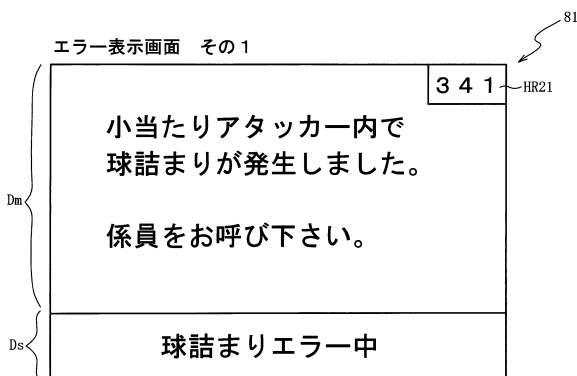 81
エラー表示画面 その1
341
HR21
小当たりアタッカー内で
球詰まりが発生しました。
係員をお呼び下さい。
Dm
Ds
球詰まりエラー中